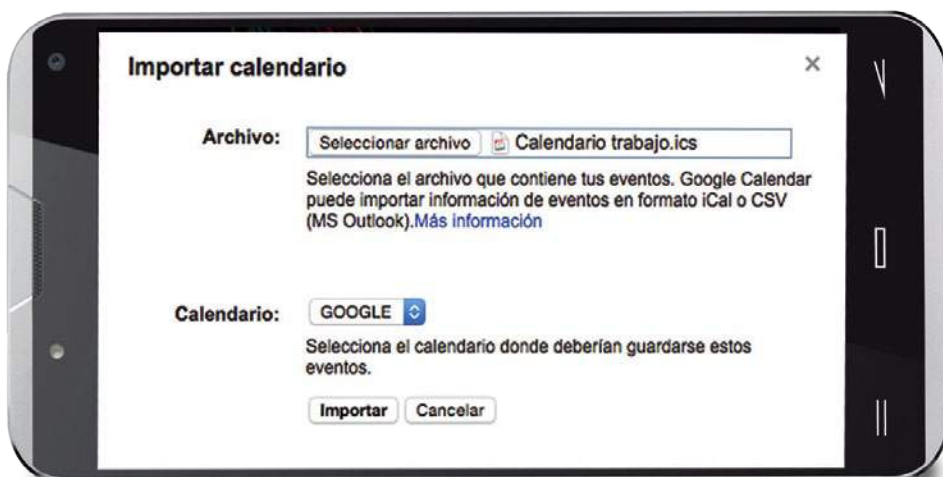 Importar calendario
Archivo: Seleccionar archivo Calendario trabajo.ics
Selecciona el archivo que contiene tus eventos. Google Calendar
puede importar información de eventos en formato iCal o CSV
(MS Outlook).Más información
Calendario: GOOGLE
Selecciona el calendario donde deberían guardarse estos
eventos.
Importar Cancelar